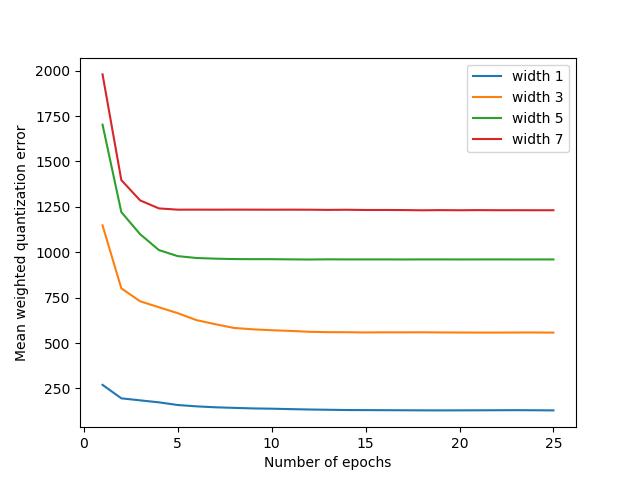 2000
1750
1500
1250
1000
750
500
250
0
5
10
15
20
25
Number of epochs
Mean weighted quantization error
width 1
width 3
width 5
width 7